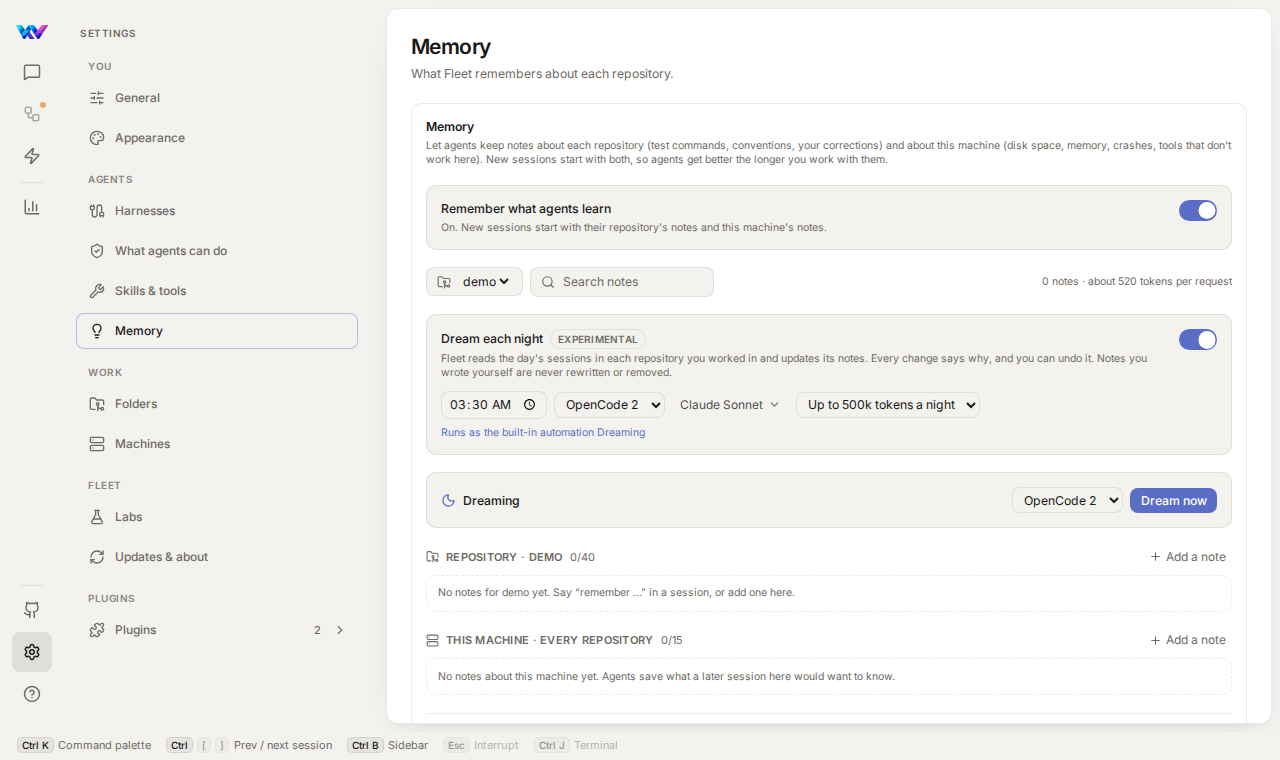 SETTINGS
YOU
General
Appearance
AGENTS
Harnesses
What agents can do
Skills & tools
Memory
WORK
Folders
Machines
FLEET
Labs
Updates & about
PLUGINS
Plugins 2
Memory
What Fleet remembers about each repository.
Memory
Let agents keep notes about each repository (test commands, conventions, your corrections) and about this machine (disk space, memory, crashes, tools that don't
work here). New sessions start with both, so agents get better the longer you work with them.
Remember what agents learn
On. New sessions start with their repository's notes and this machine's notes.
demo Search notes 0 notes · about 520 tokens per request
Dream each night EXPERIMENTAL
Fleet reads the day's sessions in each repository you worked in and updates its notes. Every change says why, and you can undo it. Notes you
wrote yourself are never rewritten or removed.
03:30 AM OpenCode 2 Claude Sonnet Up to 500k tokens a night
Runs as the built-in automation Dreaming
Dreaming OpenCode 2 Dream now
REPOSITORY · DEMO 0/40 Add a note
No notes for demo yet. Say “remember …” in a session, or add one here.
THIS MACHINE · EVERY REPOSITORY 0/15 Add a note
No notes about this machine yet. Agents save what a later session here would want to know.
Ctrl K Command palette Ctrl [ ] Prev / next session Ctrl B Sidebar Esc Interrupt Ctrl J Terminal